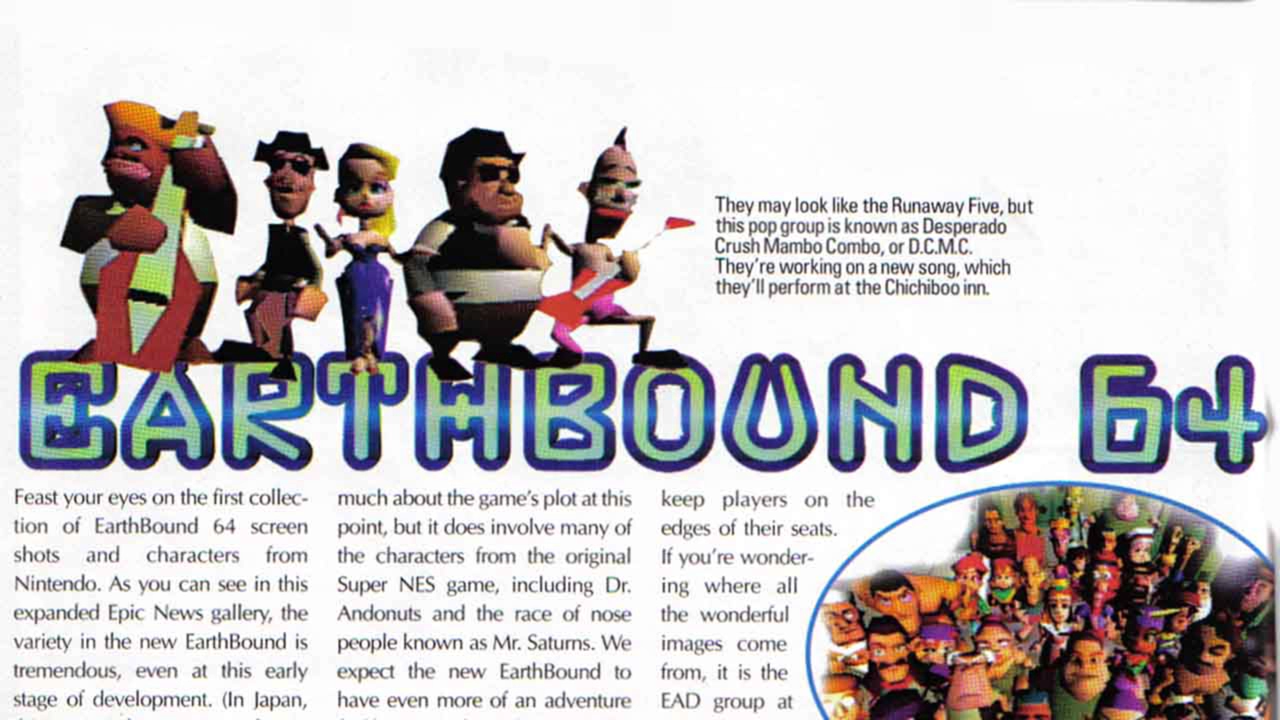 They may look like the Runaway Five, but
this pop group is known as Desperado
Crush Mambo Combo, or D.C.M.C.
They're working on a new song, which
they'll perform at the Chichiboo inn.
EARTHBOUND 64
Feast your eyes on the first collec-
tion of EarthBound 64 screen
shots and characters from
Nintendo. As you can see in this
expanded Epic News gallery, the
variety in the new EarthBound is
tremendous, even at this early
stage of development. (In Japan,
much about the game's plot at this
point, but it does involve many of
the characters from the original
Super NES game, including Dr.
Andonuts and the race of nose
people known as Mr. Saturns. We
expect the new EarthBound to
have even more of an adventure
keep players on the
edges of their seats.
If you're wonder-
ing where all
the wonderful
images come
from, it is the
EAD group at